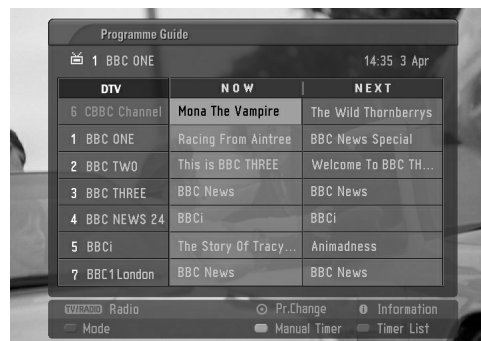 Programme Guide
1 BBC ONE 14:35 3 Apr
DTV NOW NEXT
6 CBBC Channel Mona The Vampire The Wild Thornberrys
1 BBC ONE Racing From Aintree BBC News Special
2 BBC TWO This is BBC THREE Welcome To BBC TH...
3 BBC THREE BBC News BBC News
4 BBC NEWS 24 BBCi BBCi
5 BBCi The Story Of Tracy... Animadness
7 BBC1 London BBC News BBC News
TV/RADIO Radio Pr.Change i Information
Mode Manual Timer Timer List